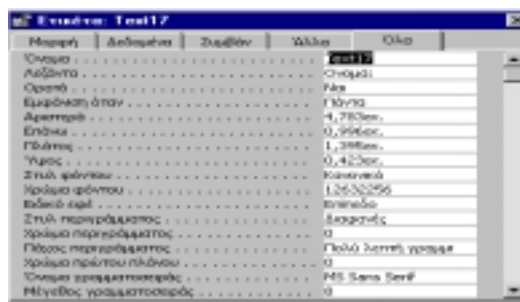 Ετικέτα: Text17
Μορφή Δεδομένα Συμβάν Άλλα Όλα
Όνομα Text17
Λεζάντα Όνομα:
Ορατό Ναι
Εμφάνιση όταν Πάντα
Αριστερά 4,783εκ.
Επάνω 0,996εκ.
Πλάτος 1,398εκ.
Ύψος 0,423εκ.
Στυλ φόντου Κανονικό
Χρώμα φόντου 12632256
Ειδικό εφέ Επίπεδο
Στυλ περιγράμματος Διαφανές
Χρώμα περιγράμματος 0
Πάχος περιγράμματος Πολύ λεπτή γραμμή
Χρώμα πρώτου πλάνου 0
Όνομα γραμματοσειράς MS Sans Serif
Μέγεθος γραμματοσειράς 8